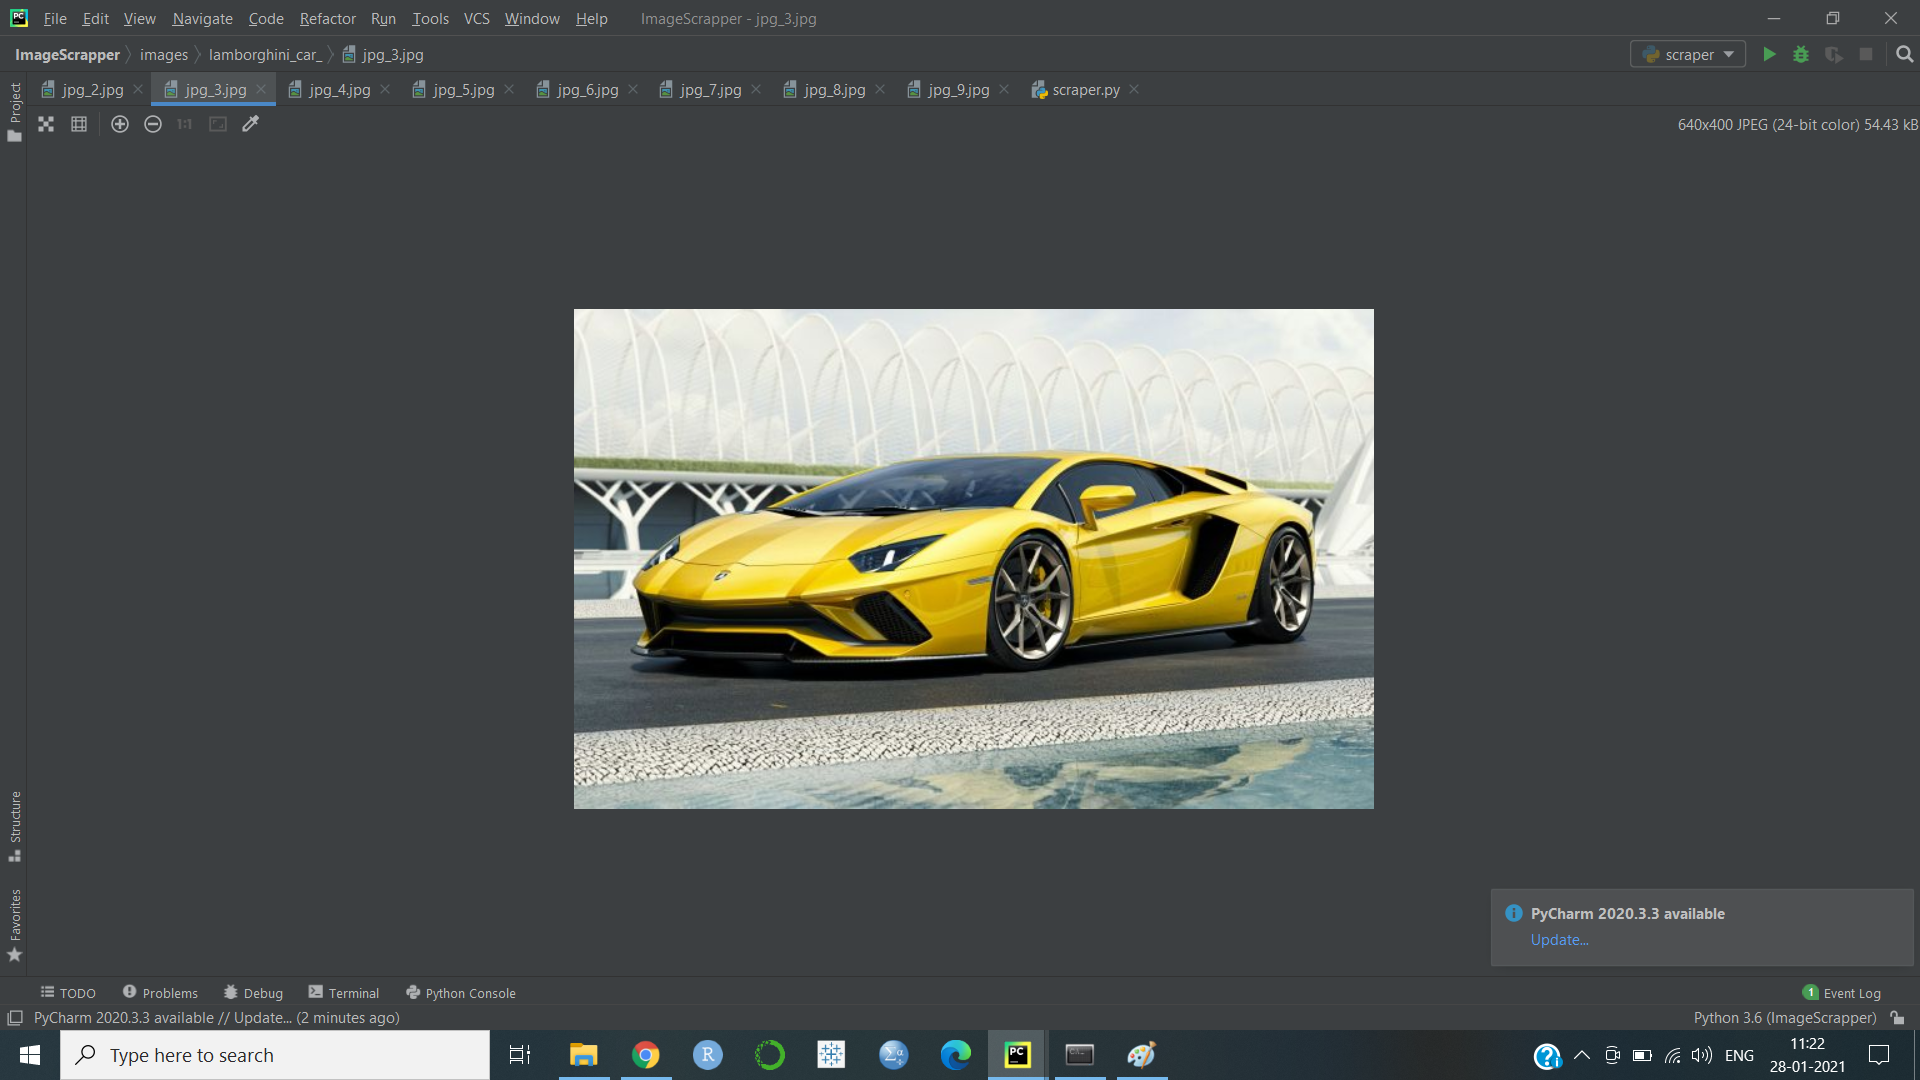 File Edit View Navigate Code Refactor Run Tools VCS Window Help ImageScrapper - jpg_3.jpg
ImageScrapper images lamborghini_car_ jpg_3.jpg scraper
jpg_2.jpg jpg_3.jpg jpg_4.jpg jpg_5.jpg jpg_6.jpg jpg_7.jpg jpg_8.jpg jpg_9.jpg scraper.py
Project
1:1 640x400 JPEG (24-bit color) 54.43 kB
Structure
Favorites
PyCharm 2020.3.3 available
Update...
TODO Problems Debug Terminal Python Console 1 Event Log
PyCharm 2020.3.3 available // Update... (2 minutes ago) Python 3.6 (ImageScrapper)
Type here to search ENG 11:22
28-01-2021